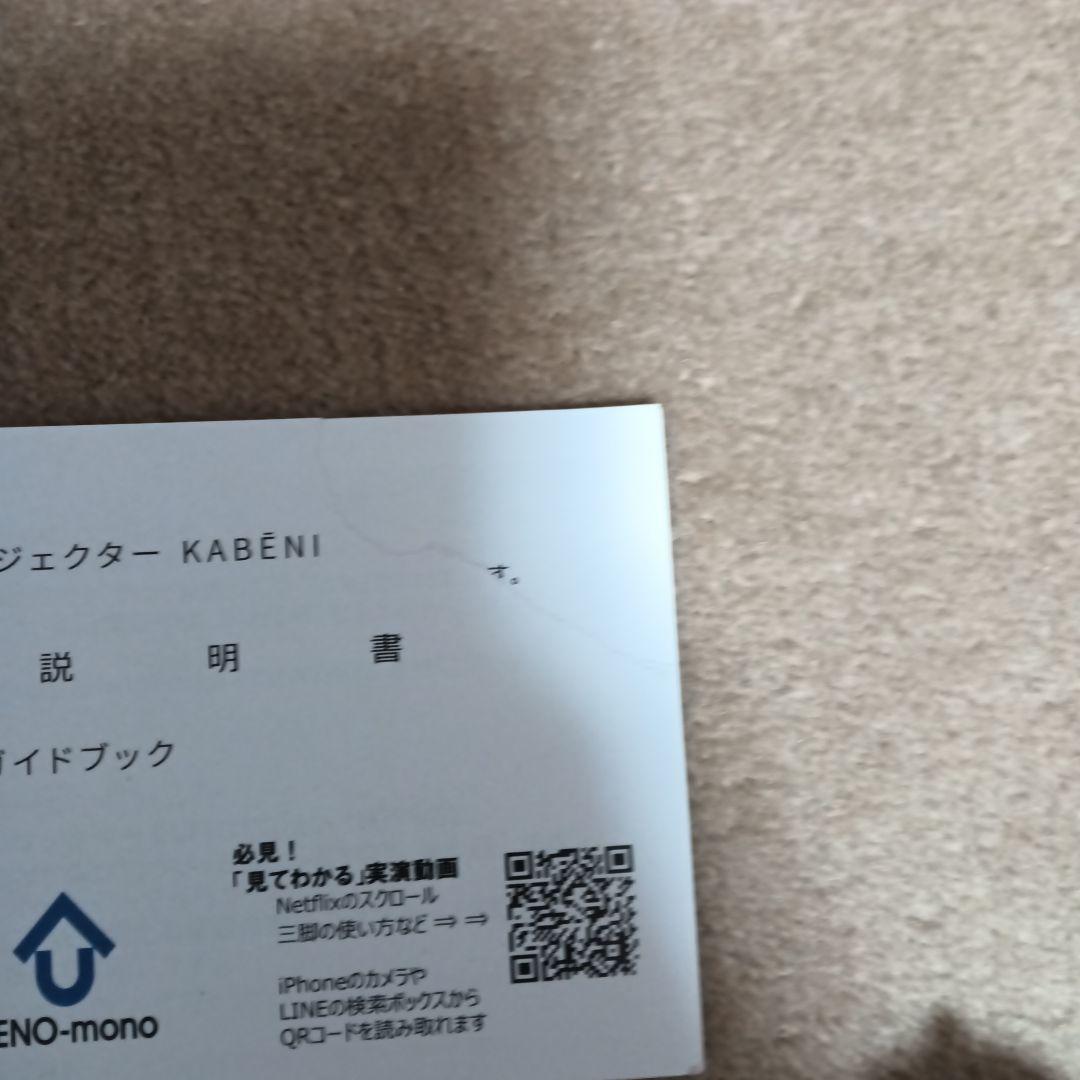 ジェクター KABĒNI
す。
説明書
ガイドブック
必見！
「見てわかる」実演動画
Netflixのスクロール
三脚の使い方など⇒⇒
iPhoneのカメラや
LINEの検索ボックスから
QRコードを読み取れます
U
ENO-mono